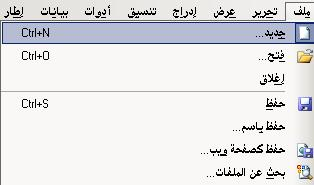 ملف تحرير عرض إدراج تنسيق أدوات بيانات إطار
جديد... Ctrl+N
فتح... Ctrl+O
إغلاق
حفظ Ctrl+S
حفظ باسم...
حفظ كصفحة ويب...
بحث عن الملفات...